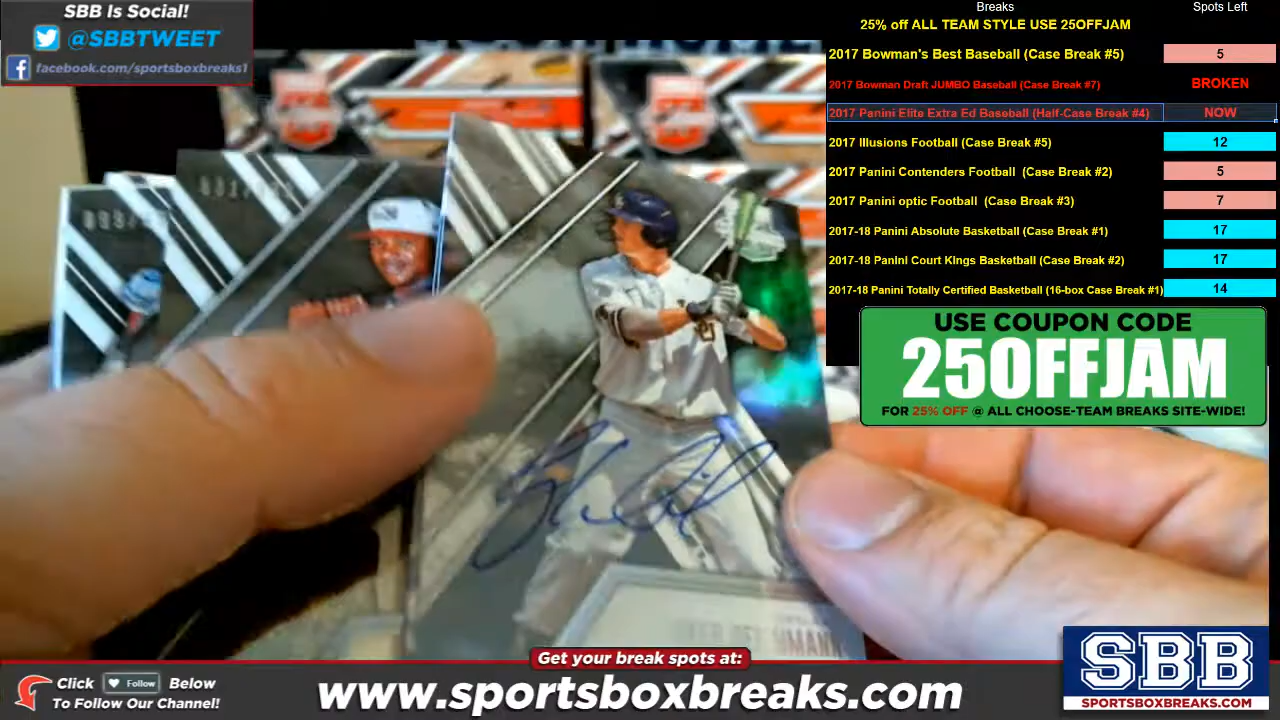 SBB Is Social!
@SBBTWEET
facebook.com/sportsboxbreaks1
Breaks
Spots Left
25% off ALL TEAM STYLE USE 25OFFJAM
2017 Bowman's Best Baseball (Case Break #5)
5
2017 Bowman Draft JUMBO Baseball (Case Break #7)
BROKEN
2017 Panini Elite Extra Ed Baseball (Half-Case Break #4)
NOW
2017 Illusions Football (Case Break #5)
12
2017 Panini Contenders Football (Case Break #2)
5
2017 Panini optic Football (Case Break #3)
7
2017-18 Panini Absolute Basketball (Case Break #1)
17
2017-18 Panini Court Kings Basketball (Case Break #2)
17
2017-18 Panini Totally Certified Basketball (16-box Case Break #1)
14
USE COUPON CODE
25OFFJAM
FOR 25% OFF @ ALL CHOOSE-TEAM BREAKS SITE-WIDE!
Get your break spots at:
Click Follow Below
To Follow Our Channel!
www.sportsboxbreaks.com
SBB
SPORTSBOXBREAKS.COM